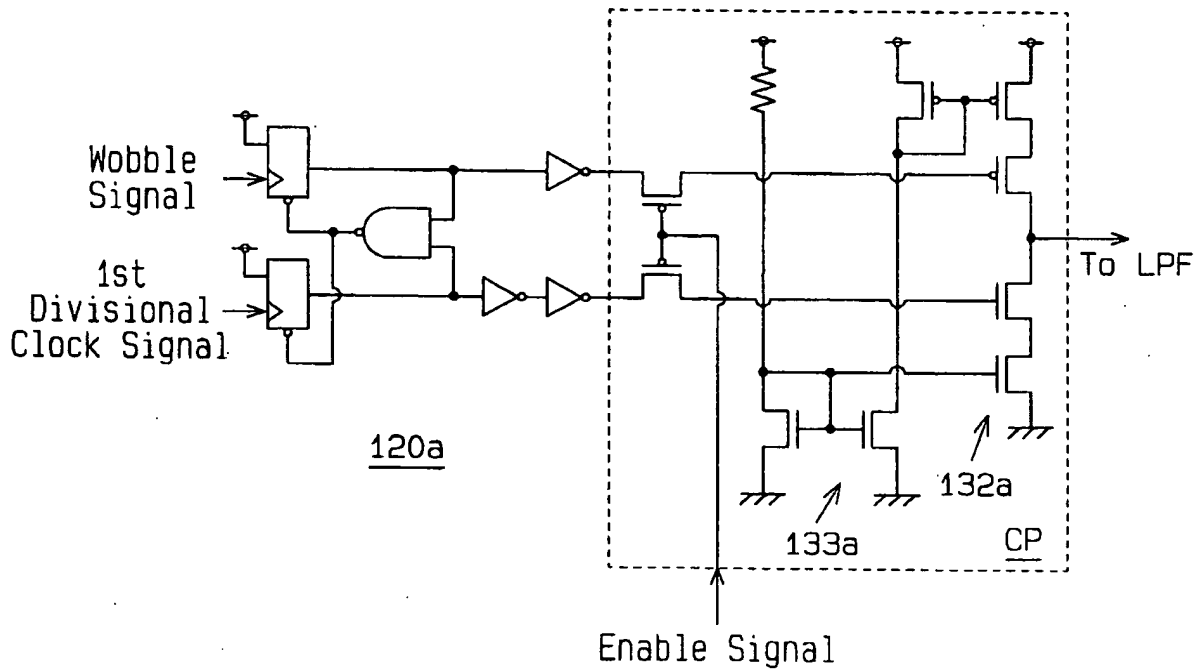 Wobble
Signal
1st
Divisional
Clock Signal
120a
To LPF
132a
133a
CP
Enable Signal